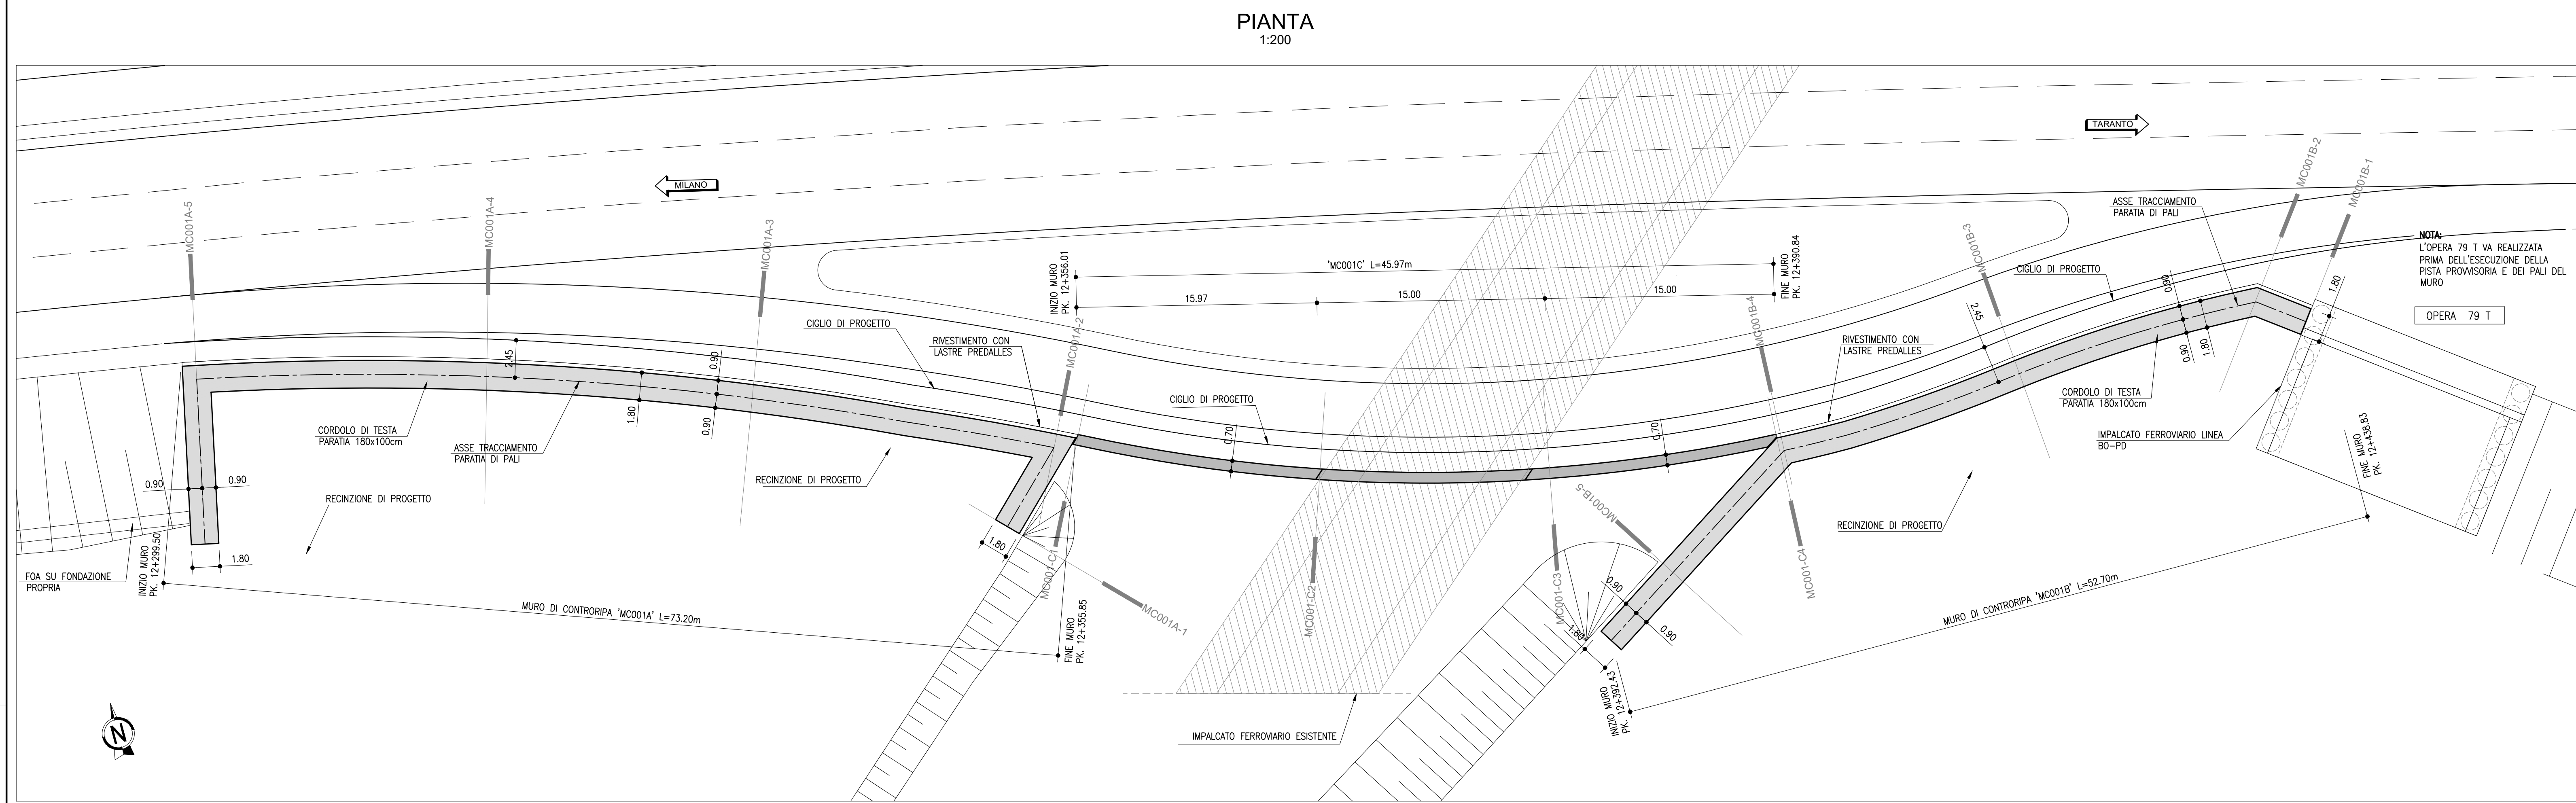 PIANTA
1:200
MILANO
TARANTO
MC001A-5
MC001A-4
MC001A-3
MC001A-2
MC001A-1
MC001-C1
MC001-C2
MC001-C3
MC001-C4
MC001B-5
MC001B-4
MC001B-3
MC001B-2
MC001B-1
INIZIO MURO
PK. 12+356.01
'MC001C' L=45.97m
15.97
15.00
15.00
FINE MURO
PK. 12+390.84
CIGLIO DI PROGETTO
RIVESTIMENTO CON
LASTRE PREDALLES
2.45
0.90
1.80
0.90
CORDOLO DI TESTA
PARATIA 180x100cm
ASSE TRACCIAMENTO
PARATIA DI PALI
RECINZIONE DI PROGETTO
RECINZIONE DI PROGETTO
0.90
0.90
1.80
FOA SU FONDAZIONE
PROPRIA
INIZIO MURO
PK. 12+299.50
MURO DI CONTRORIPA 'MC001A' L=73.20m
FINE MURO
PK. 12+355.85
1.80
N
CIGLIO DI PROGETTO
0.70
0.70
IMPALCATO FERROVIARIO ESISTENTE
RIVESTIMENTO CON
LASTRE PREDALLES
CIGLIO DI PROGETTO
ASSE TRACCIAMENTO
PARATIA DI PALI
2.45
0.90
0.90
1.80
1.80
CORDOLO DI TESTA
PARATIA 180x100cm
IMPALCATO FERROVIARIO LINEA
BO-PD
RECINZIONE DI PROGETTO
0.90
0.90
1.80
INIZIO MURO
PK. 12+392.43
MURO DI CONTRORIPA 'MC001B' L=52.70m
FINE MURO
PK. 12+438.83
NOTA:
L'OPERA 79 T VA REALIZZATA
PRIMA DELL'ESECUZIONE DELLA
PISTA PROVVISORIA E DEI PALI DEL
MURO
OPERA 79 T